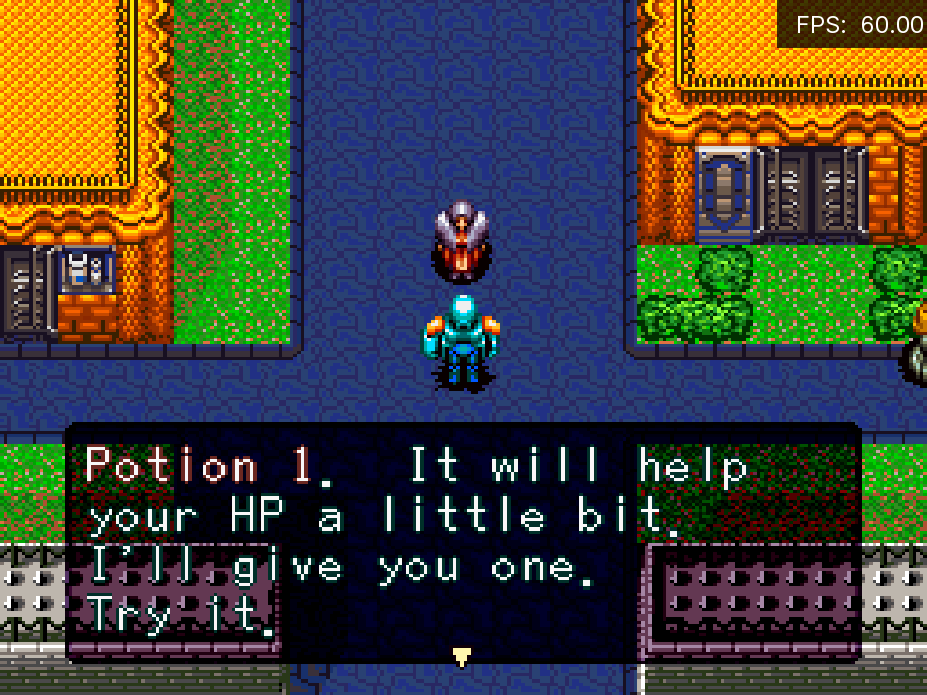 FPS: 60.00
Potion 1. It will help
your HP a little bit.
I'll give you one.
Try it.